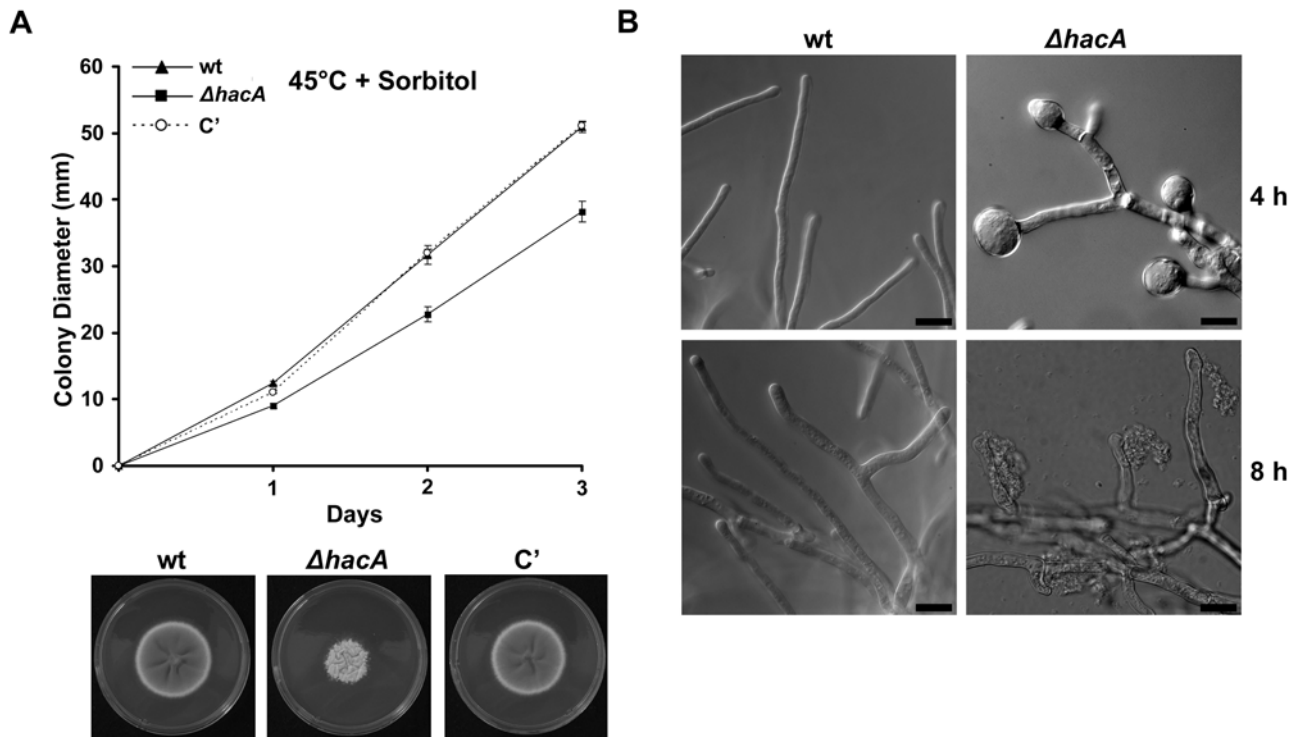 A
45°C + Sorbitol
wt
ΔhacA
C'
Colony Diameter (mm)
60
50
40
30
20
10
0
1 2 3
Days
wt ΔhacA C'
B
wt ΔhacA
4 h
8 h